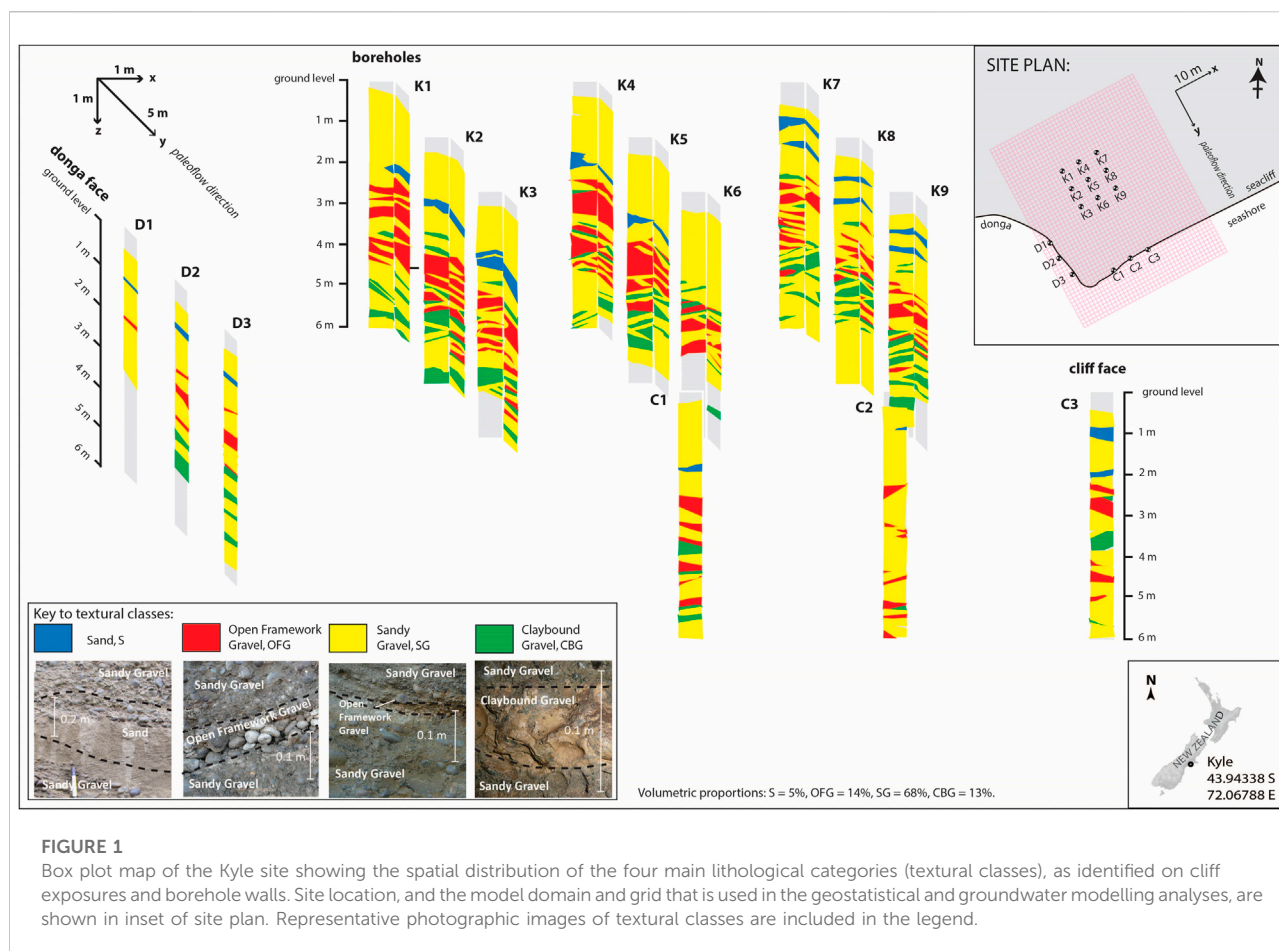 1 m
x
1 m
z
5 m
y
paleoflow direction
donga face
ground level
1 m
2 m
3 m
4 m
5 m
6 m
D1
D2
D3
boreholes
ground level
1 m
2 m
3 m
4 m
5 m
6 m
K1
K2
K3
K4
K5
K6
K7
K8
K9
C1
C2
C3
cliff face
ground level
1 m
2 m
3 m
4 m
5 m
6 m
SITE PLAN:
10 m
x
y
paleoflow direction
N
K1
K4
K7
K2
K5
K8
K3
K6
K9
seacliff
seashore
donga
D1
D2
D3
C1
C2
C3
Key to textural classes:
Sand, S
Open Framework
Gravel, OFG
Sandy
Gravel, SG
Claybound
Gravel, CBG
Sandy Gravel
0.2 m
Sand
Sandy Gravel
Sandy Gravel
Open Framework Gravel
0.1 m
Sandy Gravel
Sandy Gravel
Open
Framework
Gravel
0.1 m
Sandy Gravel
Sandy Gravel
Claybound Gravel
0.1 m
Sandy Gravel
Volumetric proportions: S = 5%, OFG = 14%, SG = 68%, CBG = 13%.
N
NEW ZEALAND
Kyle
43.94338 S
72.06788 E
FIGURE 1
Box plot map of the Kyle site showing the spatial distribution of the four main lithological categories (textural classes), as identified on cliff
exposures and borehole walls. Site location, and the model domain and grid that is used in the geostatistical and groundwater modelling analyses, are
shown in inset of site plan. Representative photographic images of textural classes are included in the legend.